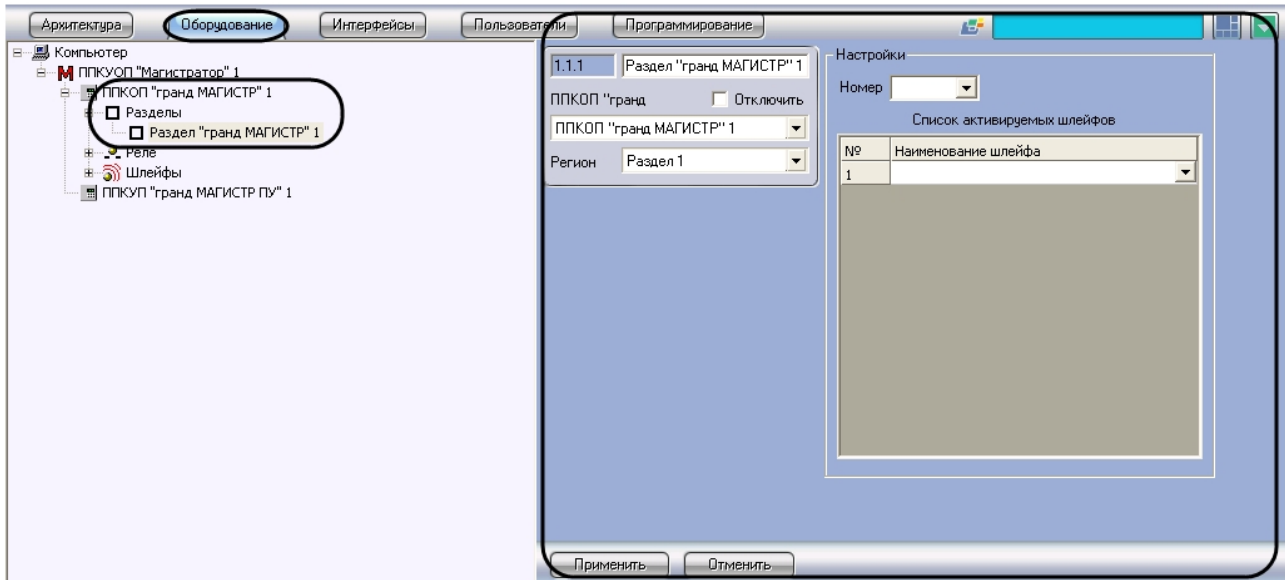 Архитектура Оборудование Интерфейсы Пользователи Программирование
Компьютер
ППКУОП "Магистратор" 1
ППКОП "гранд МАГИСТР" 1
Разделы
Раздел "гранд МАГИСТР" 1
Реле
Шлейфы
ППКУП "гранд МАГИСТР ПУ" 1
1.1.1 Раздел "гранд МАГИСТР" 1
ППКОП "гранд Отключить
ППКОП "гранд МАГИСТР" 1
Регион Раздел 1
Настройки
Номер
Список активируемых шлейфов
№ Наименование шлейфа
1
Применить Отменить